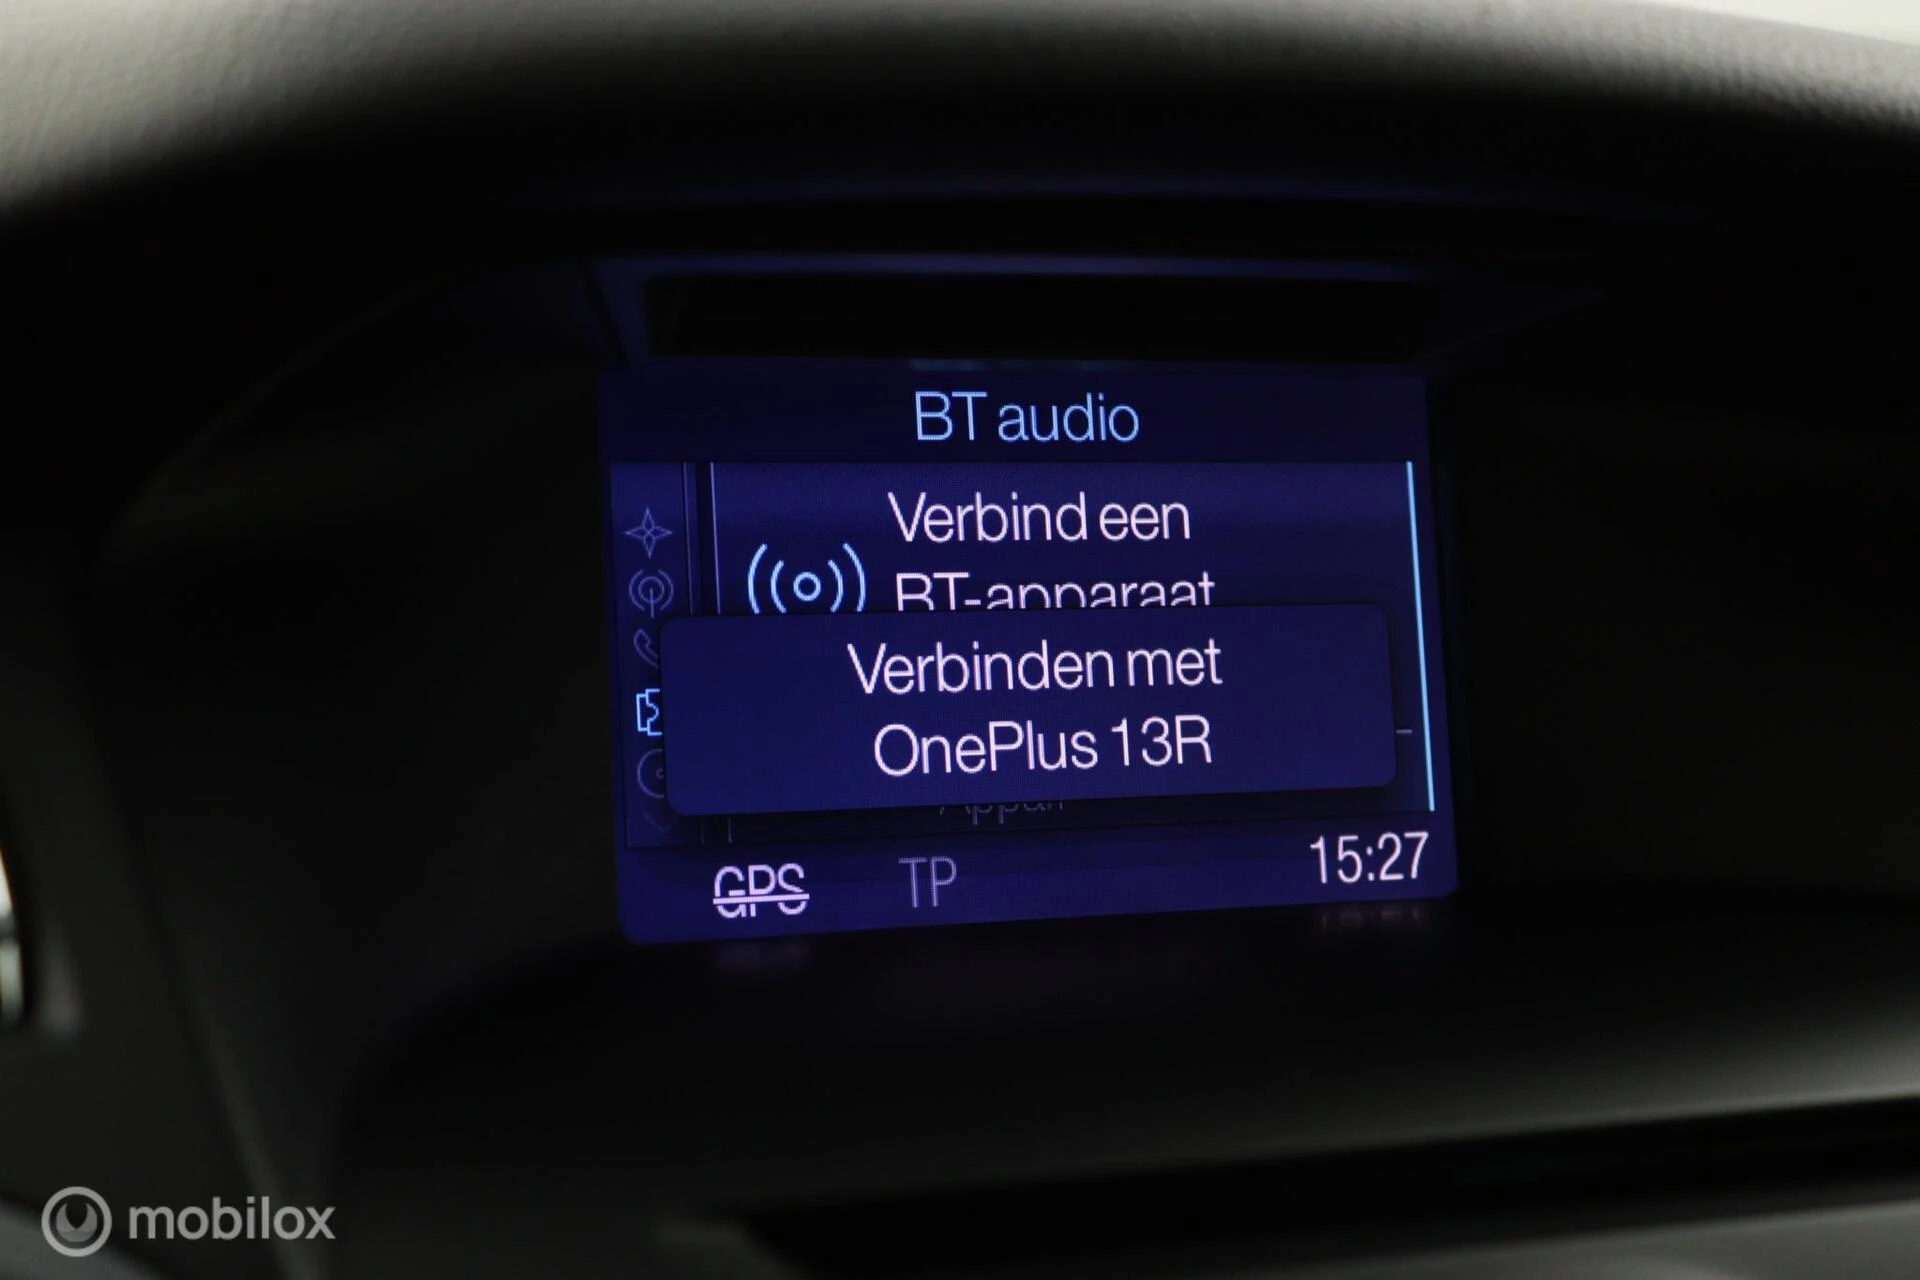 BT audio
Verbind een
BT-apparaat
Verbinden met
OnePlus 13R
GPS
TP
15:27
mobilox